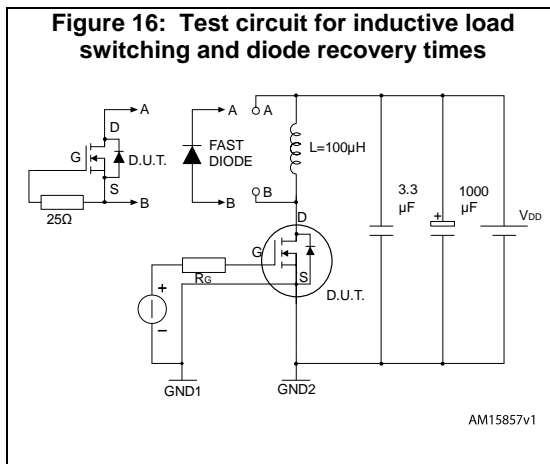 Figure 16: Test circuit for inductive load
switching and diode recovery times
A
D
G
D.U.T.
S
B
25Ω
A
FAST
DIODE
B
A
L=100µH
B
D
3.3
µF
1000
+
µF
VDD
G
S
D.U.T.
RG
+
–
GND1
GND2
AM15857v1